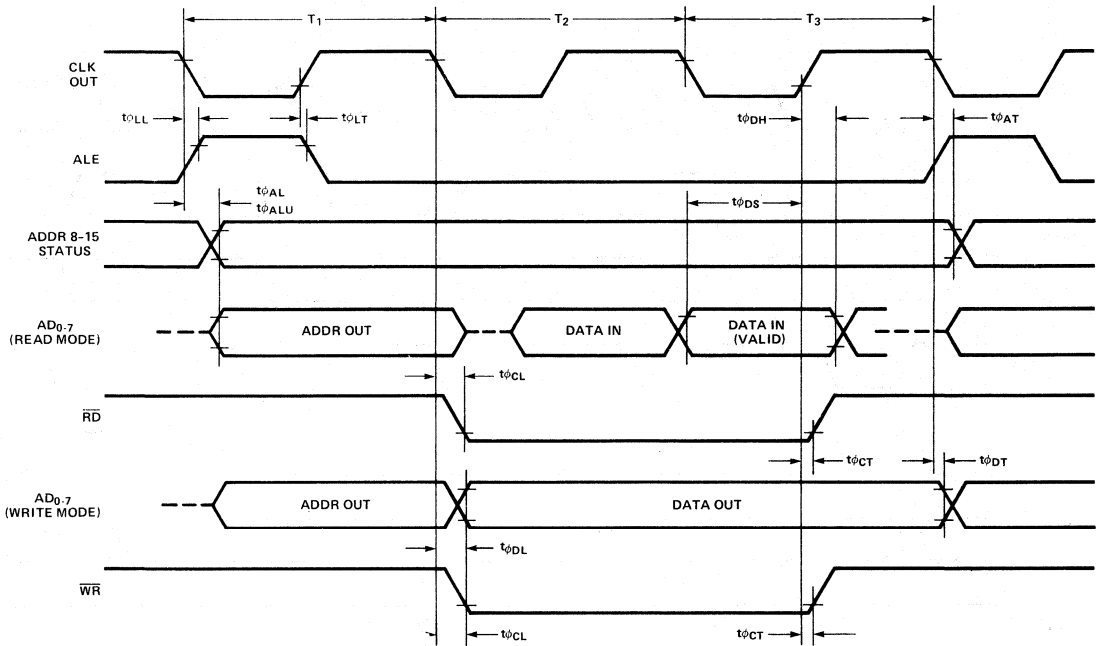 T1 T2 T3
CLK OUT
tϕLL tϕLT tϕDH tϕAT
ALE
tϕAL
tϕALU
tϕDS
ADDR 8-15
STATUS
AD0-7
(READ MODE)
ADDR OUT DATA IN DATA IN
(VALID)
tϕCL
RD
tϕCT tϕDT
AD0-7
(WRITE MODE)
ADDR OUT DATA OUT
tϕDL
WR
tϕCL tϕCT